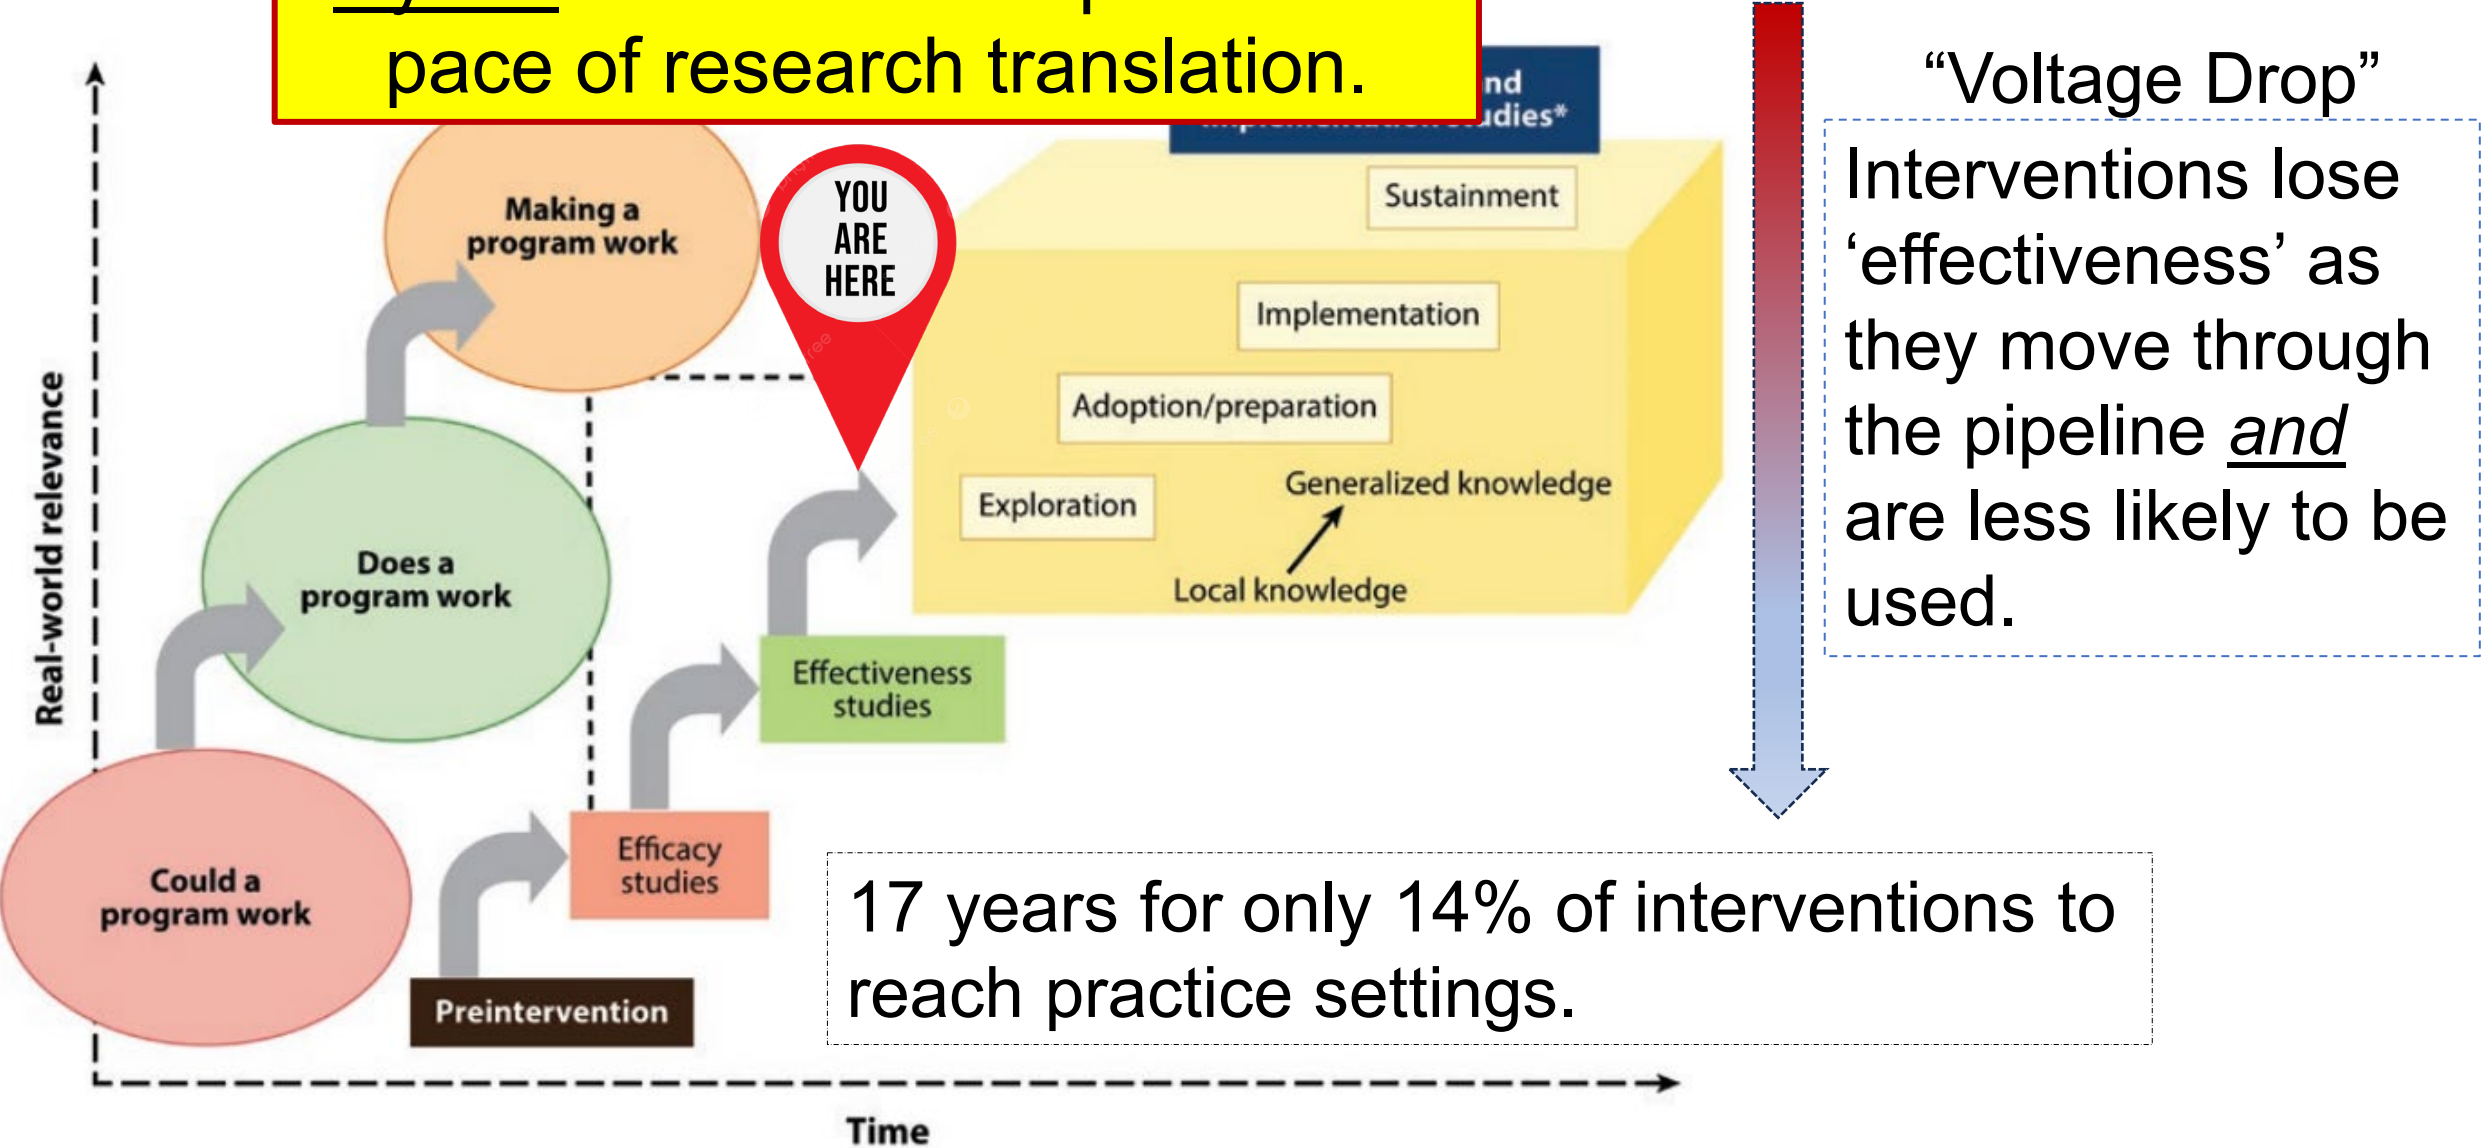 pace of research translation.
nd
udies*
"Voltage Drop"
Interventions lose
'effectiveness' as
they move through
the pipeline and
are less likely to be
used.
Making a
program work
YOU
ARE
HERE
Sustainment
Implementation
Adoption/preparation
Exploration
Generalized knowledge
Local knowledge
Real-world relevance
Does a
program work
Effectiveness
studies
Could a
program work
Efficacy
studies
17 years for only 14% of interventions to
reach practice settings.
Preintervention
Time